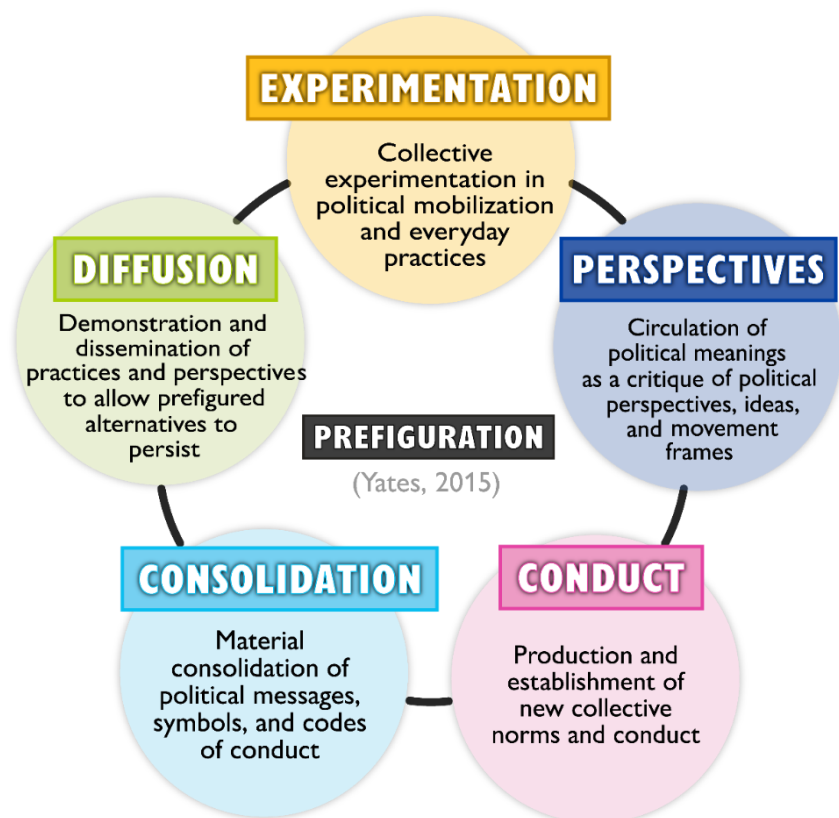 EXPERIMENTATION
Collective
experimentation in
political mobilization
and everyday
practices
PERSPECTIVES
Circulation of
political meanings
as a critique of political
perspectives, ideas,
and movement
frames
CONDUCT
Production and
establishment of
new collective
norms and conduct
CONSOLIDATION
Material
consolidation of
political messages,
symbols, and codes
of conduct
DIFFUSION
Demonstration and
dissemination of
practices and perspectives
to allow prefigured
alternatives to
persist
PREFIGURATION
(Yates, 2015)